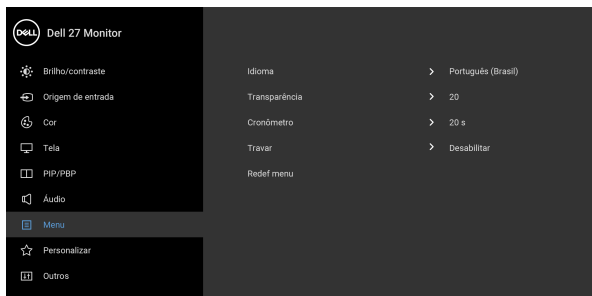 DELL Dell 27 Monitor
Brilho/contraste
Origem de entrada
Cor
Tela
PIP/PBP
Áudio
Menu
Personalizar
Outros
Idioma > Português (Brasil)
Transparência > 20
Cronômetro > 20 s
Travar > Desabilitar
Redef menu